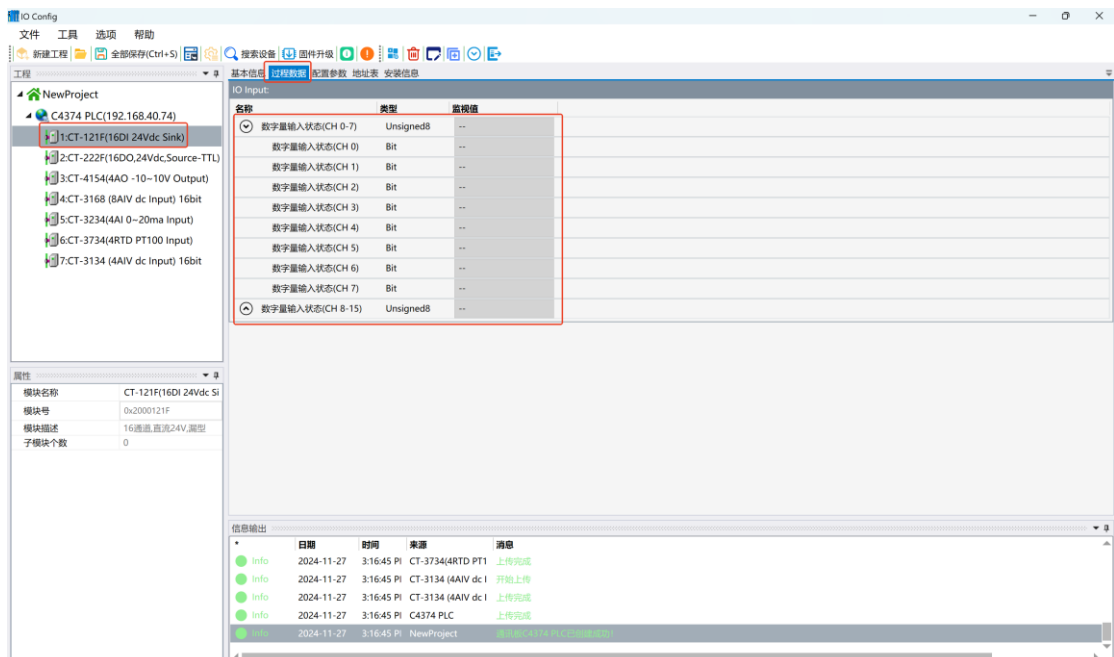 IO Config
文件 工具 选项 帮助
新建工程 全部保存(Ctrl+S) 搜索设备 固件升级
工程
NewProject
C4374 PLC(192.168.40.74)
1:CT-121F(16DI 24Vdc Sink)
2:CT-222F(16DO,24Vdc,Source-TTL)
3:CT-4154(4AO -10~10V Output)
4:CT-3168 (8AIV dc Input) 16bit
5:CT-3234(4AI 0~20ma Input)
6:CT-3734(4RTD PT100 Input)
7:CT-3134 (4AIV dc Input) 16bit
属性
模块名称 CT-121F(16DI 24Vdc Si
模块号 0x2000121F
模块描述 16通道,直流24V,漏型
子模块个数 0
基本信息 过程数据 配置参数 地址表 安装信息
IO Input:
名称 类型 监视值
数字量输入状态(CH 0-7) Unsigned8 --
数字量输入状态(CH 0) Bit --
数字量输入状态(CH 1) Bit --
数字量输入状态(CH 2) Bit --
数字量输入状态(CH 3) Bit --
数字量输入状态(CH 4) Bit --
数字量输入状态(CH 5) Bit --
数字量输入状态(CH 6) Bit --
数字量输入状态(CH 7) Bit --
数字量输入状态(CH 8-15) Unsigned8 --
信息输出
* 日期 时间 来源 消息
Info 2024-11-27 3:16:45 PI CT-3734(4RTD PT1 上传完成
Info 2024-11-27 3:16:45 PI CT-3134 (4AIV dc I 开始上传
Info 2024-11-27 3:16:45 PI CT-3134 (4AIV dc I 上传完成
Info 2024-11-27 3:16:45 PI C4374 PLC 上传完成
Info 2024-11-27 3:16:45 PI NewProject 通讯板C4374 PLC已创建成功!